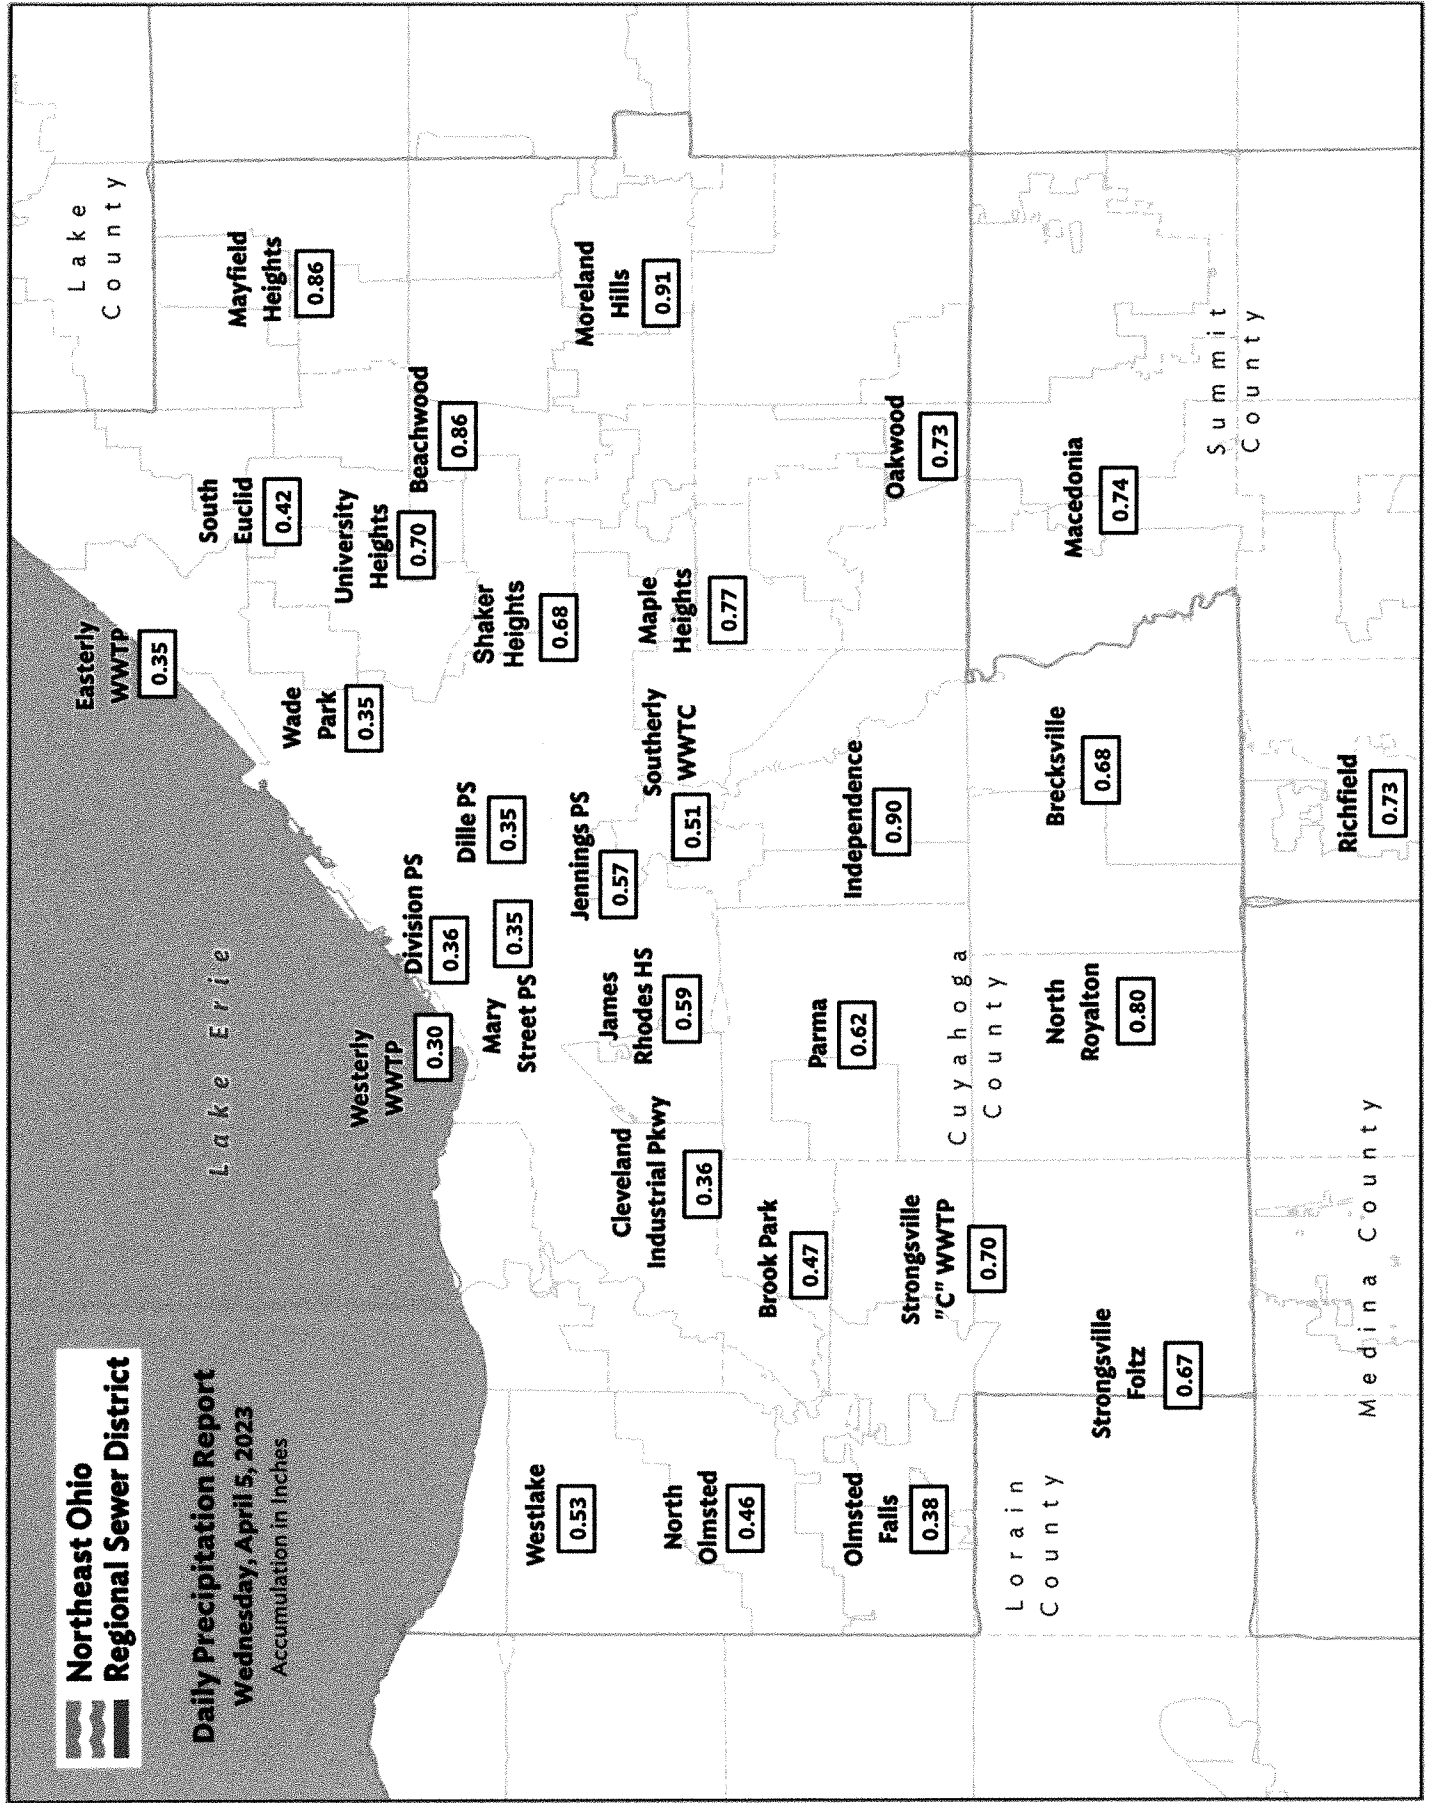 Northeast Ohio
Regional Sewer District
Daily Precipitation Report
Wednesday, April 5, 2023
Accumulation in Inches
Lake Erie
Lake
County
Easterly
WWTP
0.35
South
Euclid
0.42
Mayfield
Heights
0.86
Wade
Park
0.35
University
Heights
0.70
Beachwood
0.86
Westerly
WWTP
0.30
Division PS
0.36
Dille PS
0.35
Mary
Street PS
0.35
Shaker
Heights
0.68
Moreland
Hills
0.91
Westlake
0.53
Jennings PS
0.57
Cleveland
Industrial Pkwy
0.36
James
Rhodes HS
0.59
Southerly
WWTC
0.51
Maple
Heights
0.77
North
Olmsted
0.46
Brook Park
0.47
Parma
0.62
Independence
0.90
Oakwood
0.73
Olmsted
Falls
0.38
Strongsville
"C" WWTP
0.70
Cuyahoga
County
Lorain
County
Strongsville
Foltz
0.67
North
Royalton
0.80
Brecksville
0.68
Macedonia
0.74
Summit
County
Medina County
Richfield
0.73